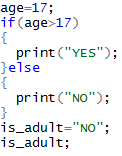 age=17;
if(age>17)
{
  print("YES");
}else
{
  print("NO");
}
is_adult="NO";
is_adult;